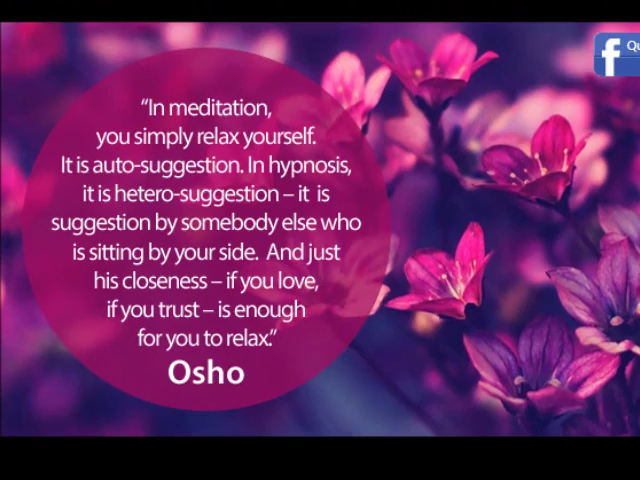 “In meditation,
you simply relax yourself.
It is auto-suggestion. In hypnosis,
it is hetero-suggestion – it  is
suggestion by somebody else who
is sitting by your side.  And just
his closeness – if you love,
if you trust – is enough
for you to relax.”
Osho